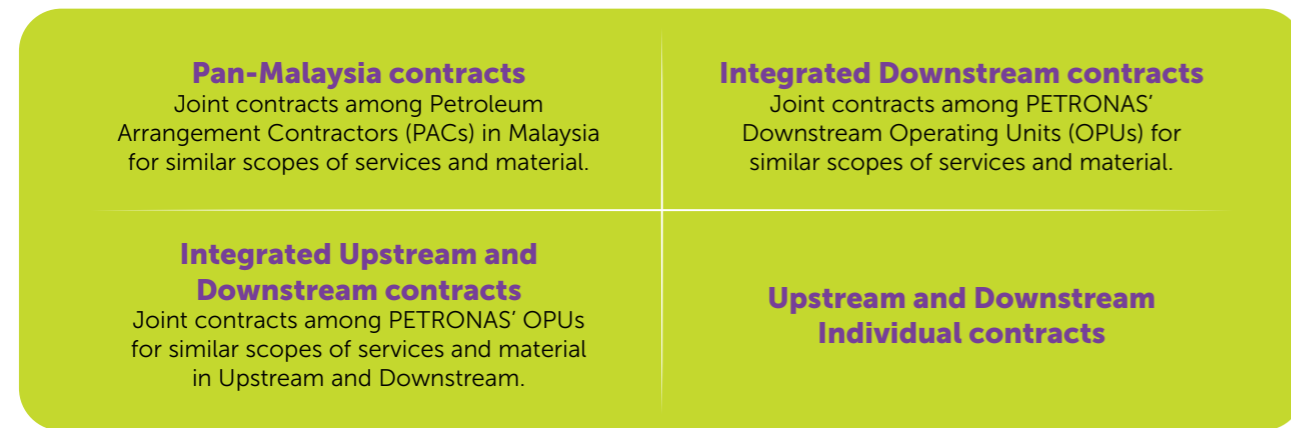 Pan-Malaysia contracts
Joint contracts among Petroleum
Arrangement Contractors (PACs) in Malaysia
for similar scopes of services and material.
Integrated Downstream contracts
Joint contracts among PETRONAS’
Downstream Operating Units (OPUs) for
similar scopes of services and material.
Integrated Upstream and
Downstream contracts
Joint contracts among PETRONAS’ OPUs
for similar scopes of services and material
in Upstream and Downstream.
Upstream and Downstream
Individual contracts